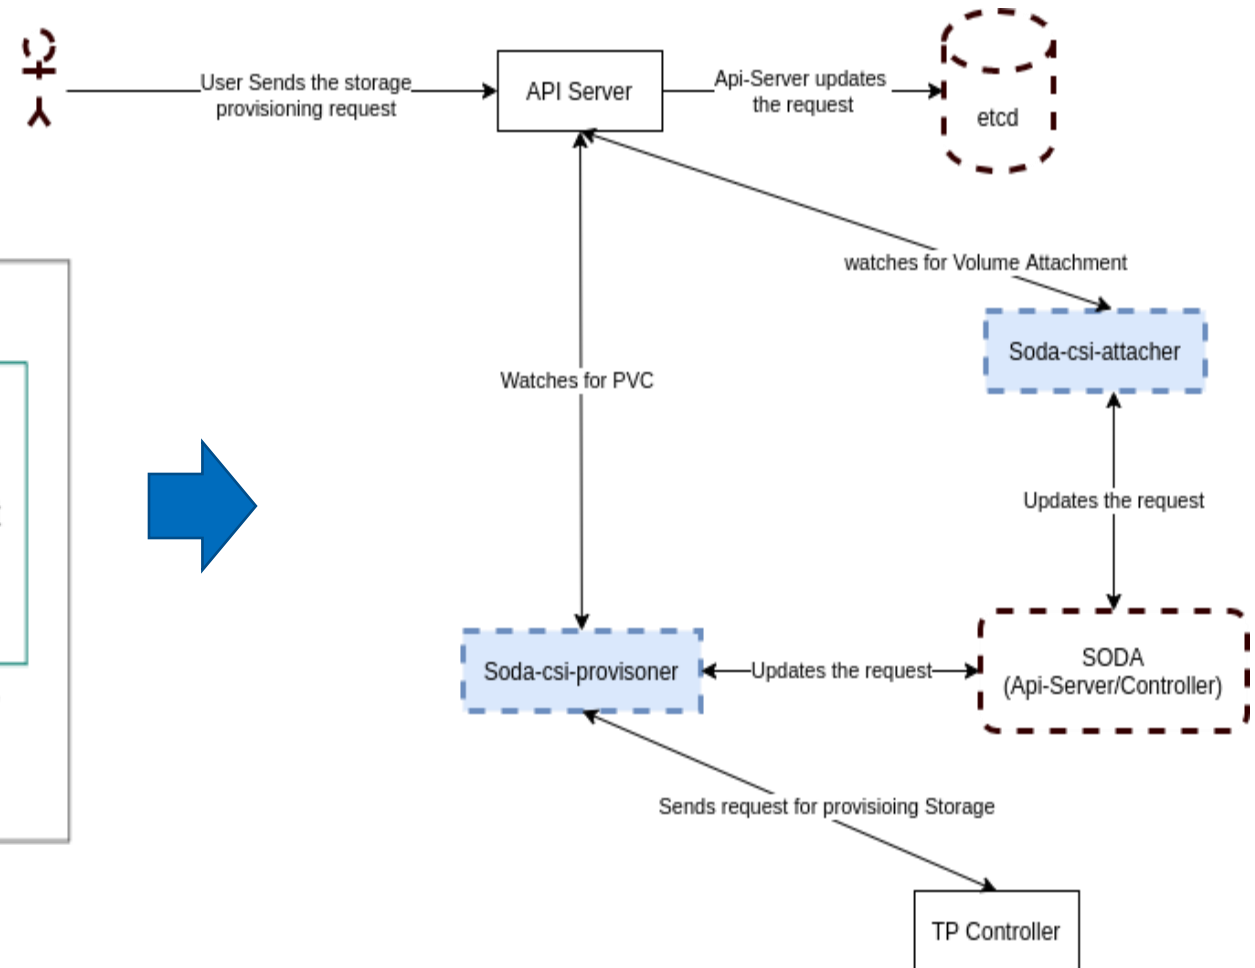 User Sends the storage
provisioning request
API Server
Api-Server updates
the request
etcd
watches for Volume Attachment
Soda-csi-attacher
Watches for PVC
Updates the request
Soda-csi-provisoner
Updates the request
SODA
(Api-Server/Controller)
Sends request for provisioing Storage
TP Controller